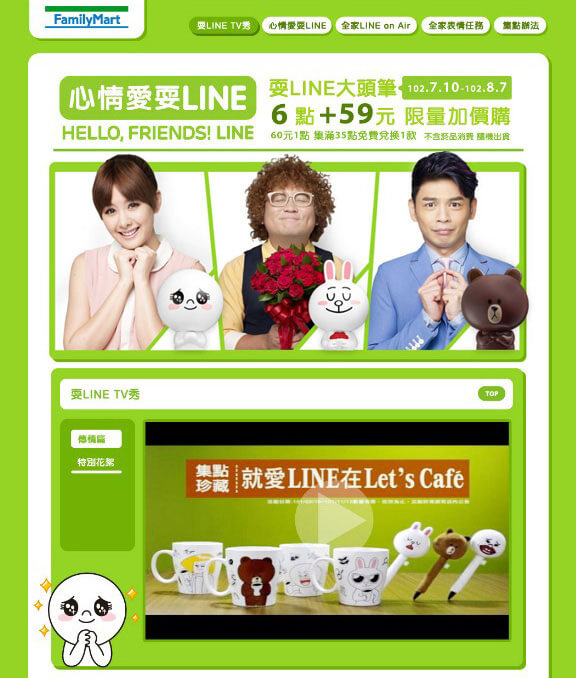 FamilyMart
耍LINE TV秀
心情愛耍LINE
全家LINE on Air
全家表情任務
集點辦法
心情愛耍LINE
HELLO, FRIENDS! LINE
耍LINE大頭筆 102.7.10-102.8.7
6 點+59元 限量加價購
60元1點 集滿35點免費兌換1款 不含菸品消費 隨機出貨
耍LINE TV秀
TOP
傳情篇
特別花絮
集點珍藏 就愛LINE在Let's Café